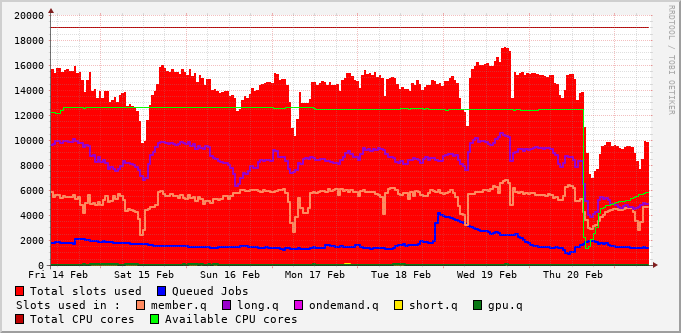 RRDTOOL / TOBI OETIKER
20000
18000
16000
14000
12000
10000
8000
6000
4000
2000
0
Fri 14 Feb Sat 15 Feb Sun 16 Feb Mon 17 Feb Tue 18 Feb Wed 19 Feb Thu 20 Feb
Total slots used Queued Jobs
Slots used in : member.q long.q ondemand.q short.q gpu.q
Total CPU cores Available CPU cores